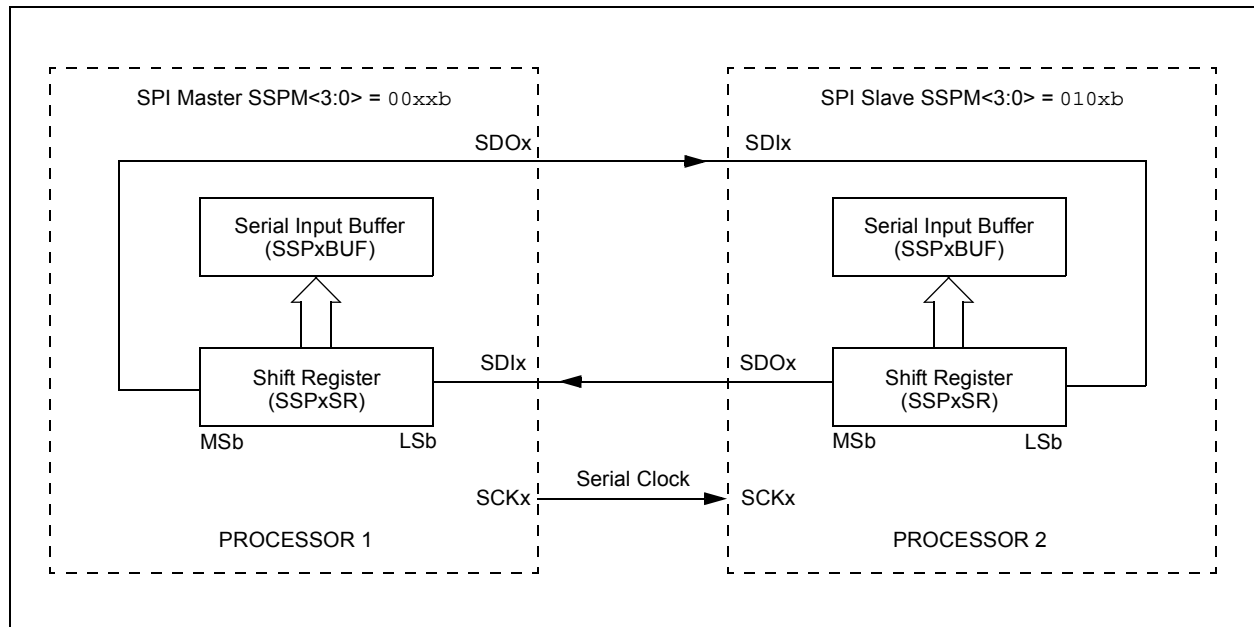 SPI Master SSPM<3:0> = 00xxb
SDOx
Serial Input Buffer
(SSPxBUF)
Shift Register
(SSPxSR)
MSb
LSb
SDIx
SCKx
PROCESSOR 1
Serial Clock
SPI Slave SSPM<3:0> = 010xb
SDIx
Serial Input Buffer
(SSPxBUF)
SDOx
Shift Register
(SSPxSR)
MSb
LSb
SCKx
PROCESSOR 2